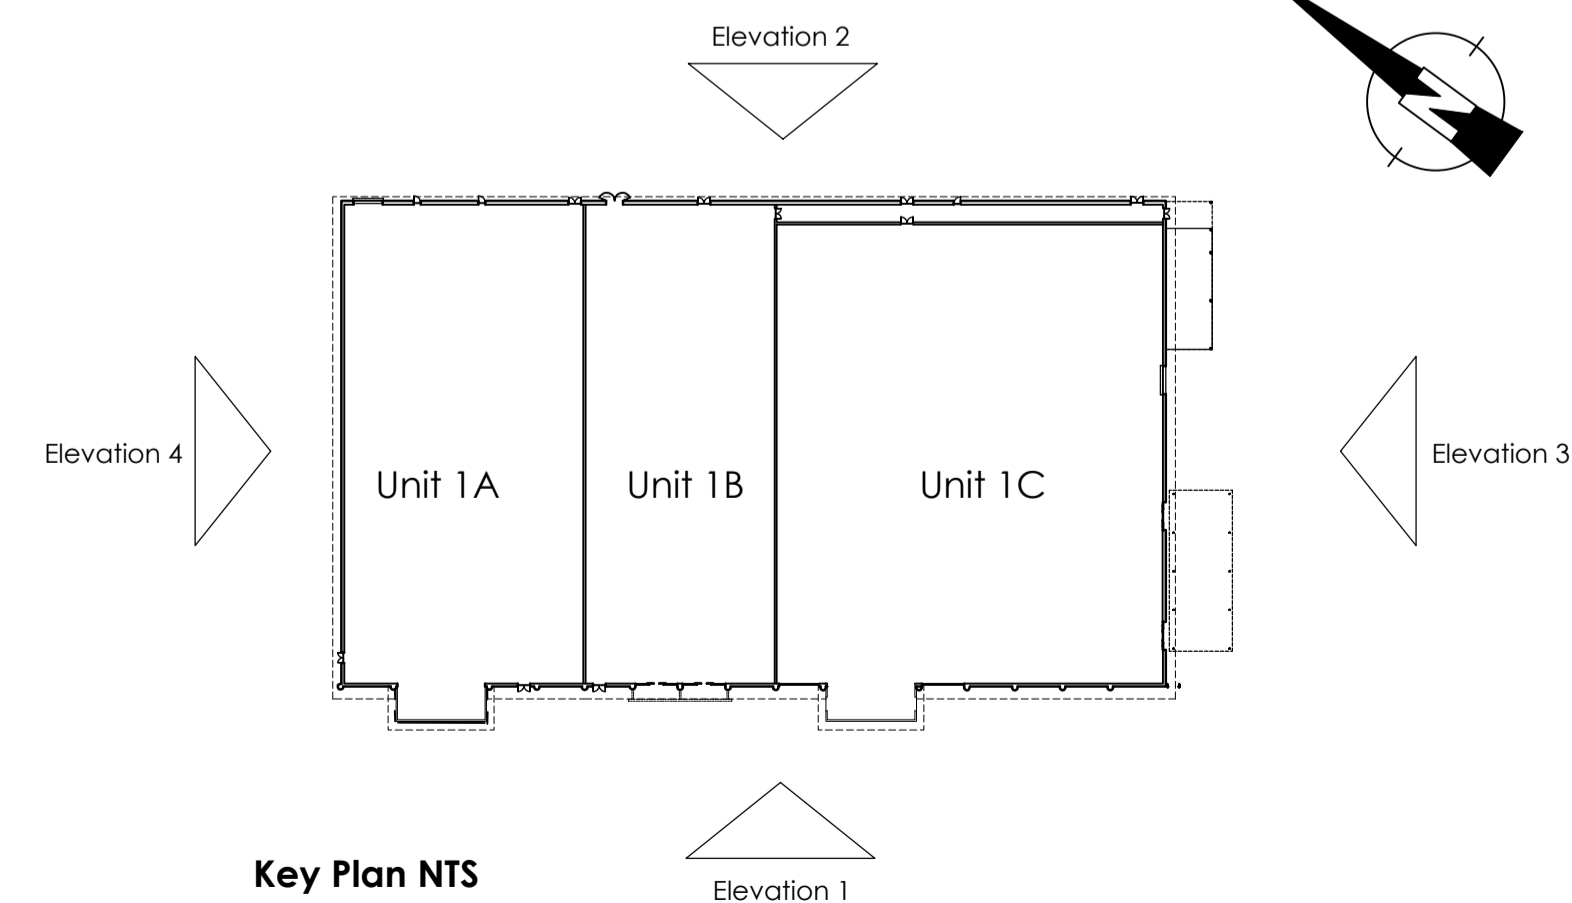 Elevation 2
N
Elevation 4
Unit 1A
Unit 1B
Unit 1C
Elevation 3
Key Plan NTS
Elevation 1